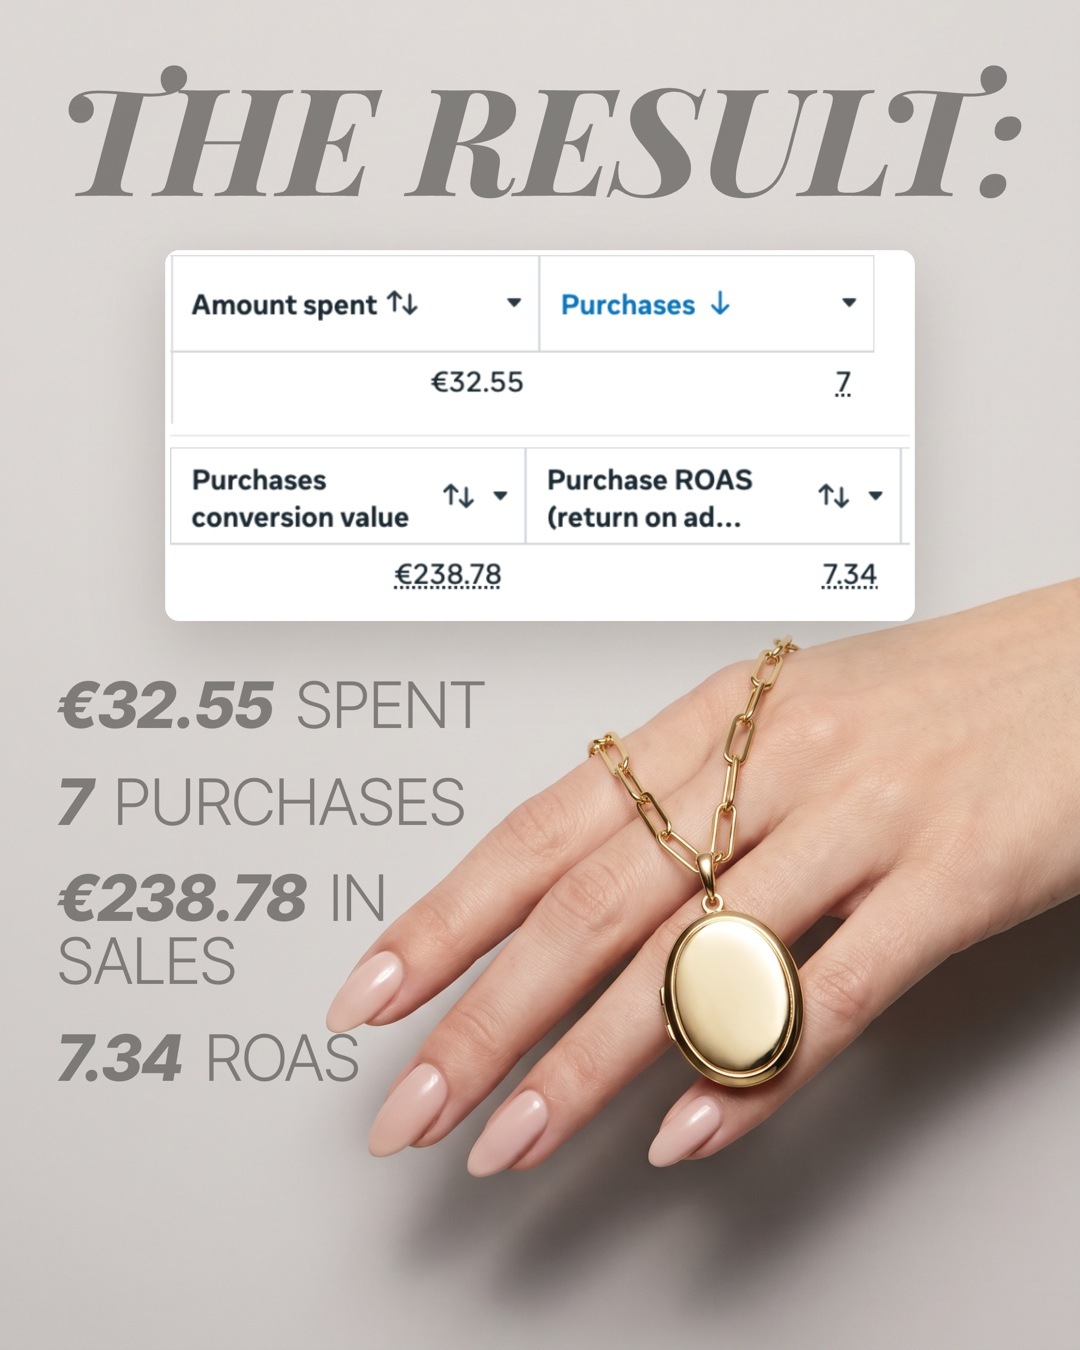 THE RESULT:
Amount spent ↑↓ Purchases ↓
€32.55 7
Purchases
conversion value ↑↓
Purchase ROAS
(return on ad... ↑↓
€238.78 7.34
€32.55 SPENT
7 PURCHASES
€238.78 IN
SALES
7.34 ROAS